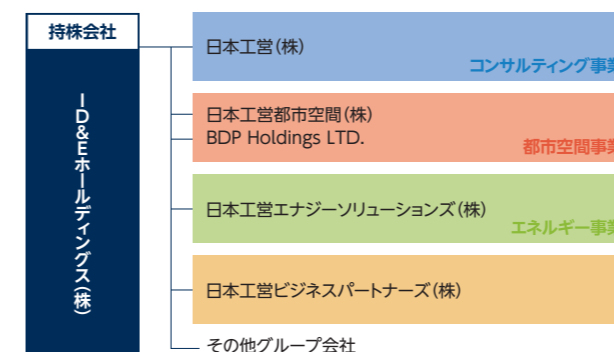 持株会社
ID&Eホールディングス(株)
日本工営(株)
コンサルティング事業
日本工営都市空間(株)
BDP Holdings LTD.
都市空間事業
日本工営エナジーソリューションズ(株)
エネルギー事業
日本工営ビジネスパートナーズ(株)
その他グループ会社